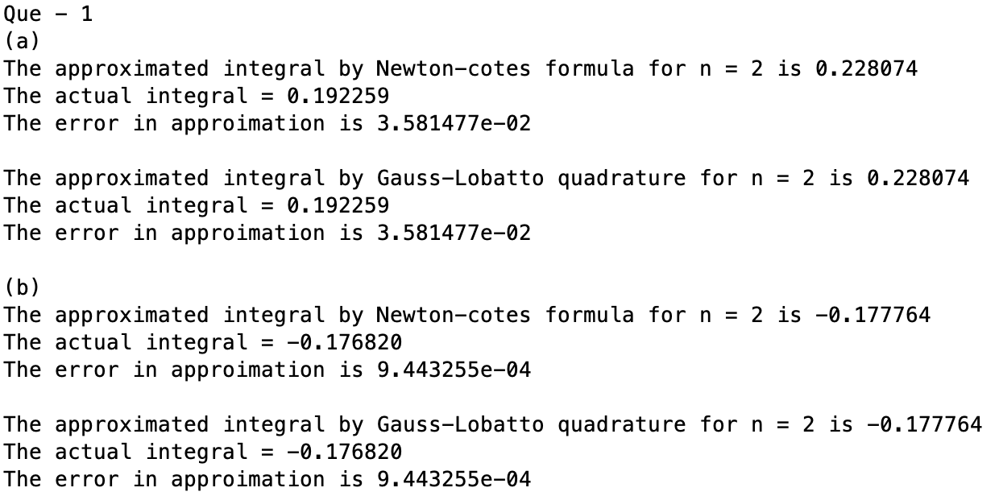 Que – 1
(a)
The approximated integral by Newton–cotes formula for n = 2 is 0.228074
The actual integral = 0.192259
The error in approimation is 3.581477e–02
The approximated integral by Gauss–Lobatto quadrature for n = 2 is 0.228074
The actual integral = 0.192259
The error in approimation is 3.581477e–02
(b)
The approximated integral by Newton–cotes formula for n = 2 is –0.177764
The actual integral = –0.176820
The error in approimation is 9.443255e–04
The approximated integral by Gauss–Lobatto quadrature for n = 2 is –0.177764
The actual integral = –0.176820
The error in approimation is 9.443255e–04